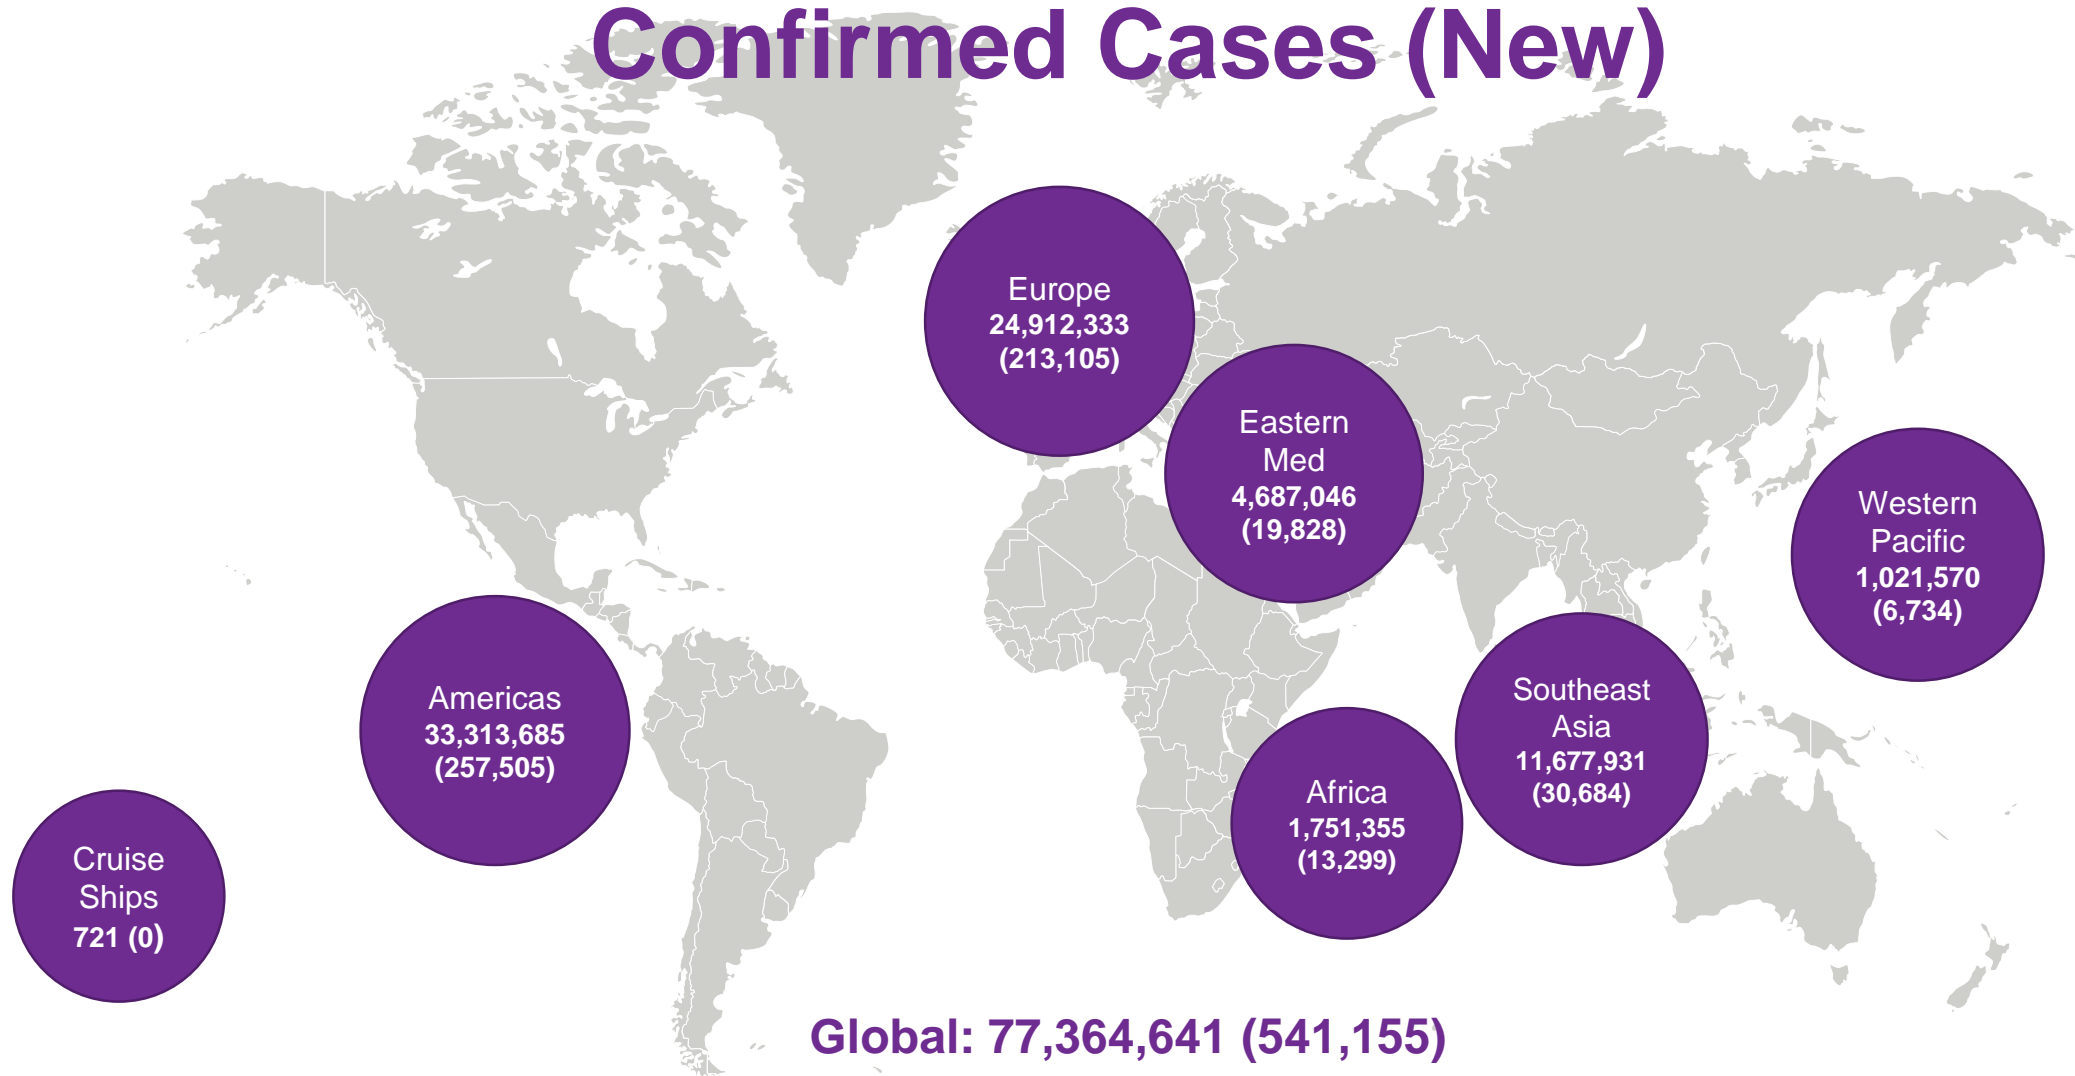 Confirmed Cases (New)
Europe
24,912,333
(213,105)
Eastern
Med
4,687,046
(19,828)
Western
Pacific
1,021,570
(6,734)
Americas
33,313,685
(257,505)
Southeast
Asia
11,677,931
(30,684)
Africa
1,751,355
(13,299)
Cruise
Ships
721 (0)
Global: 77,364,641 (541,155)